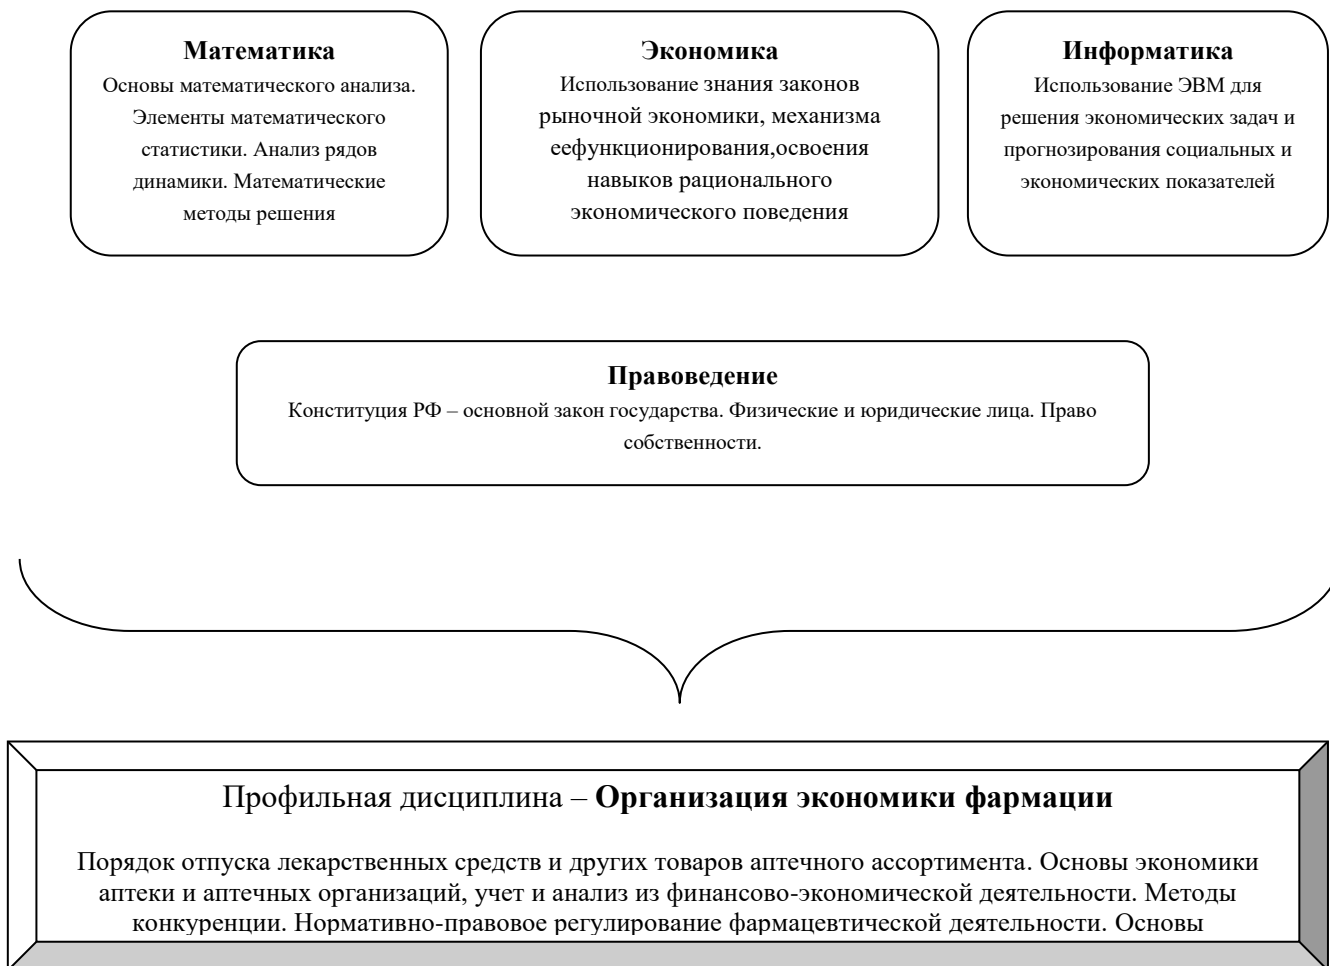 Математика
Основы математического анализа.
Элементы математического
статистики. Анализ рядов
динамики. Математические
методы решения
Экономика
Использование знания законов
рыночной экономики, механизма
еефункционирования,освоения
навыков рационального
экономического поведения
Информатика
Использование ЭВМ для
решения экономических задач и
прогнозирования социальных и
экономических показателей
Правоведение
Конституция РФ – основной закон государства. Физические и юридические лица. Право
собственности.
Профильная дисциплина – Организация экономики фармации
Порядок отпуска лекарственных средств и других товаров аптечного ассортимента. Основы экономики
аптеки и аптечных организаций, учет и анализ из финансово-экономической деятельности. Методы
конкуренции. Нормативно-правовое регулирование фармацевтической деятельности. Основы